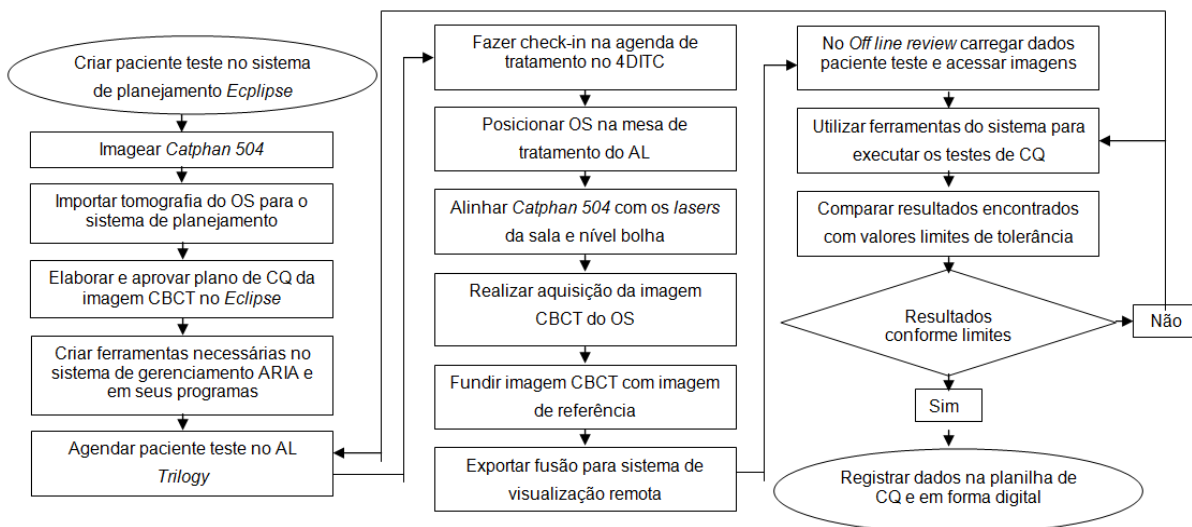 Criar paciente teste no sistema
de planejamento Ecplipse
Imagear Catphan 504
Importar tomografia do OS para o
sistema de planejamento
Elaborar e aprovar plano de CQ da
imagem CBCT no Eclipse
Criar ferramentas necessárias no
sistema de gerenciamento ARIA e
em seus programas
Agendar paciente teste no AL
Trilogy
Fazer check-in na agenda de
tratamento no 4DITC
Posicionar OS na mesa de
tratamento do AL
Alinhar Catphan 504 com os lasers
da sala e nível bolha
Realizar aquisição da imagem
CBCT do OS
Fundir imagem CBCT com imagem
de referência
Exportar fusão para sistema de
visualização remota
No Off line review carregar dados
paciente teste e acessar imagens
Utilizar ferramentas do sistema para
executar os testes de CQ
Comparar resultados encontrados
com valores limites de tolerância
Resultados
conforme limites
Não
Sim
Registrar dados na planilha de
CQ e em forma digital